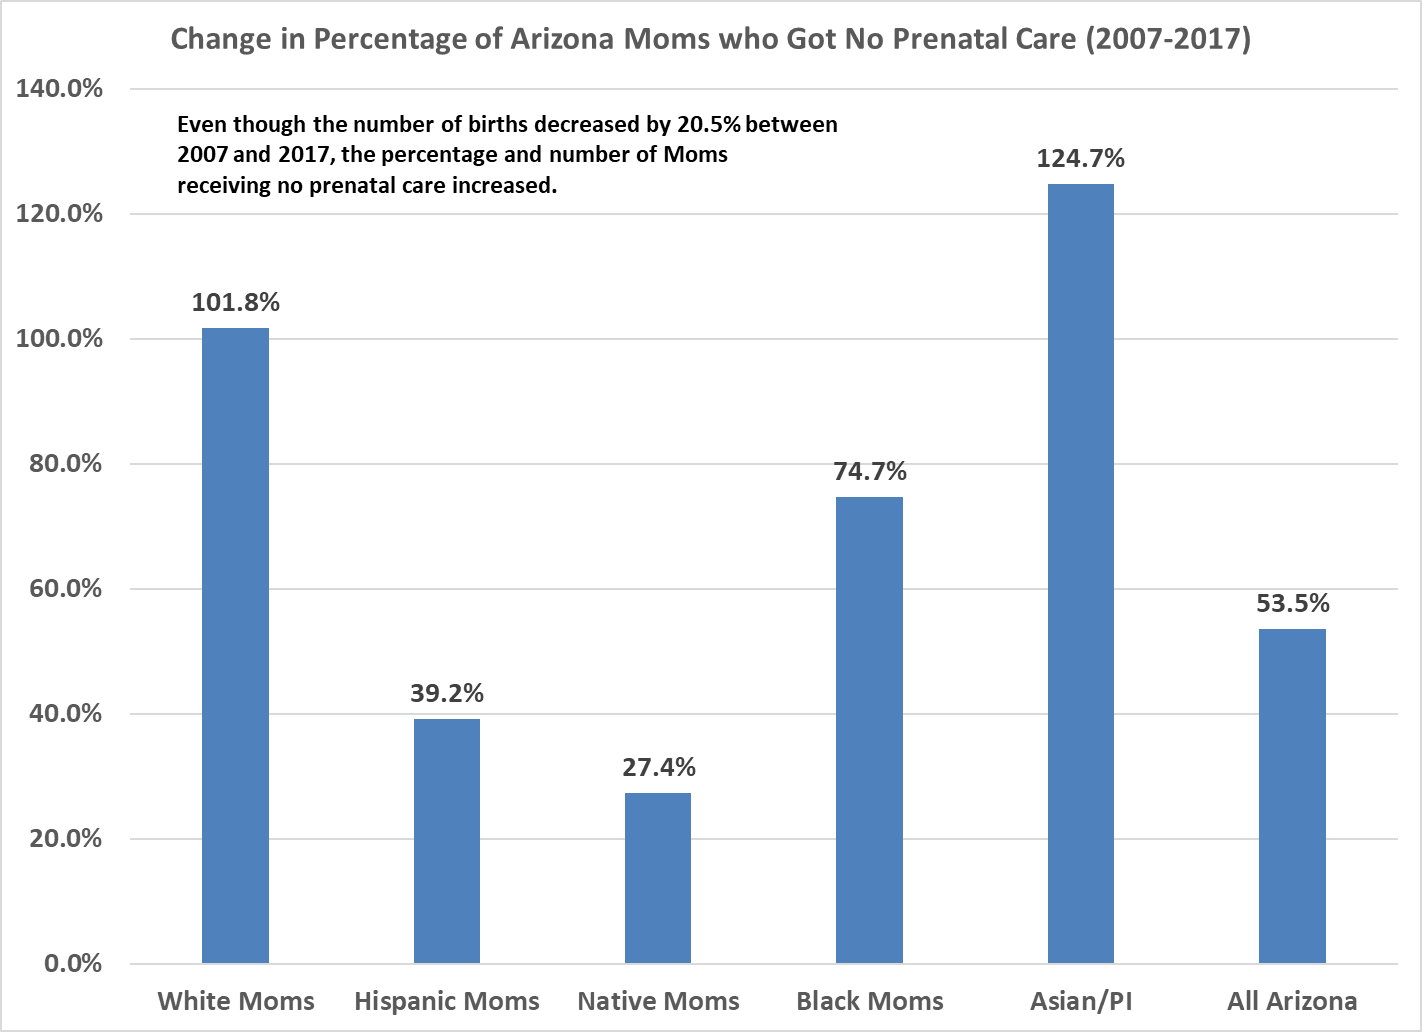 Change in Percentage of Arizona Moms who Got No Prenatal Care (2007-2017)
140.0%
Even though the number of births decreased by 20.5% between
2007 and 2017, the percentage and number of Moms
receiving no prenatal care increased.
124.7%
120.0%
101.8%
100.0%
80.0%
74.7%
60.0%
53.5%
40.0%
39.2%
27.4%
20.0%
0.0%
White Moms
Hispanic Moms
Native Moms
Black Moms
Asian/PI
All Arizona